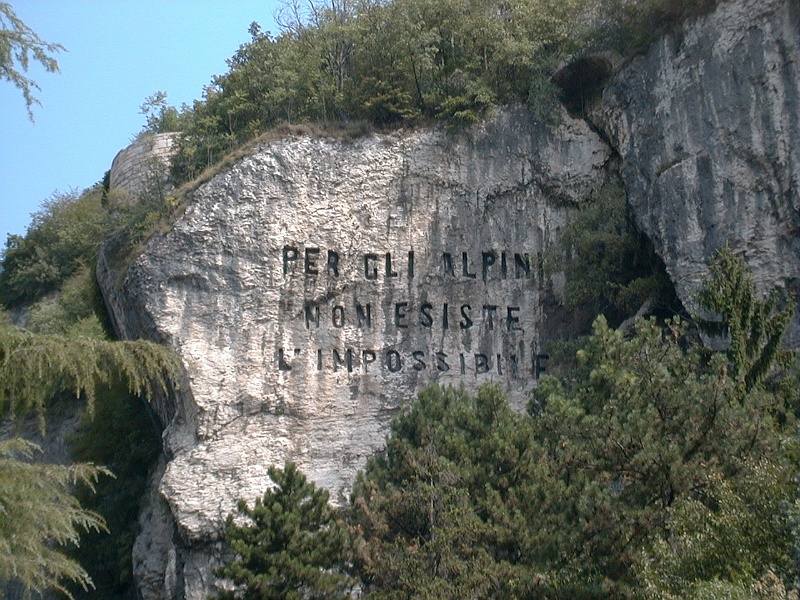 PER GLI ALPINI
NON ESISTE
L'IMPOSSIBILE